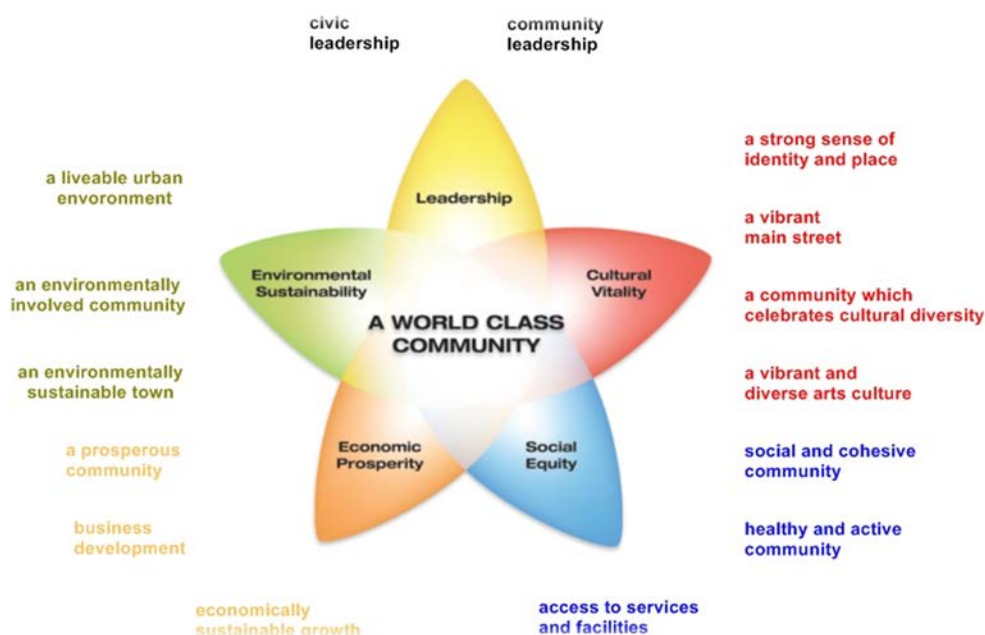 civic
leadership
community
leadership
a strong sense of
identity and place
a liveable urban
envoronment
Leadership
a vibrant
main street
Environmental
Sustainability
Cultural
Vitality
an environmentally
involved community
a community which
celebrates cultural diversity
A WORLD CLASS
COMMUNITY
an environmentally
sustainable town
a vibrant and
diverse arts culture
a prosperous
community
Economic
Prosperity
Social
Equity
social and cohesive
community
business
development
healthy and active
community
economically
sustainable growth
access to services
and facilities